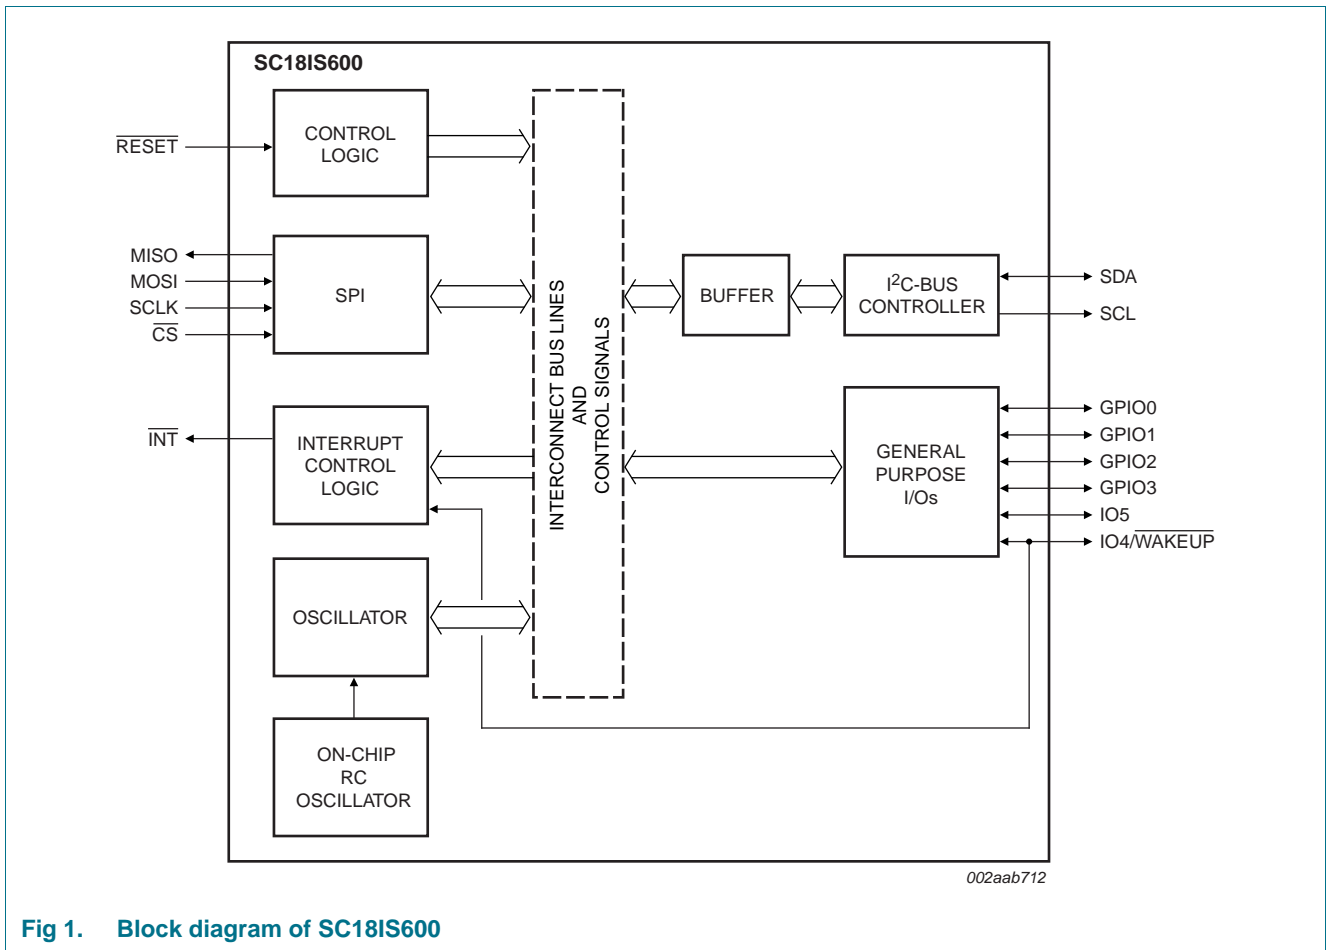 SC18IS600
CONTROL
LOGIC
RESET
MISO
MOSI
SCLK
CS
SPI
INT
INTERRUPT
CONTROL
LOGIC
OSCILLATOR
ON-CHIP
RC
OSCILLATOR
INTERCONNECT BUS LINES
AND
CONTROL SIGNALS
BUFFER
I²C-BUS
CONTROLLER
SDA
SCL
GENERAL
PURPOSE
I/Os
GPIO0
GPIO1
GPIO2
GPIO3
IO5
IO4/WAKEUP
002aab712
Fig 1. Block diagram of SC18IS600